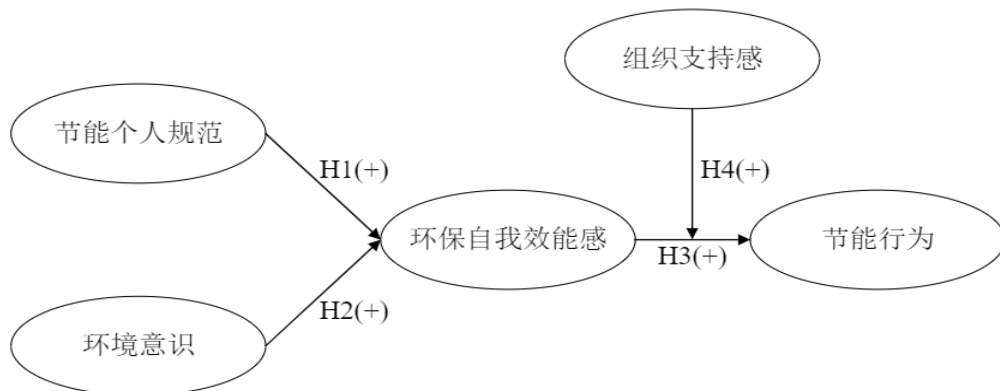 组织支持感
节能个人规范
H1(+)
H4(+)
环保自我效能感
H3(+)
节能行为
H2(+)
环境意识